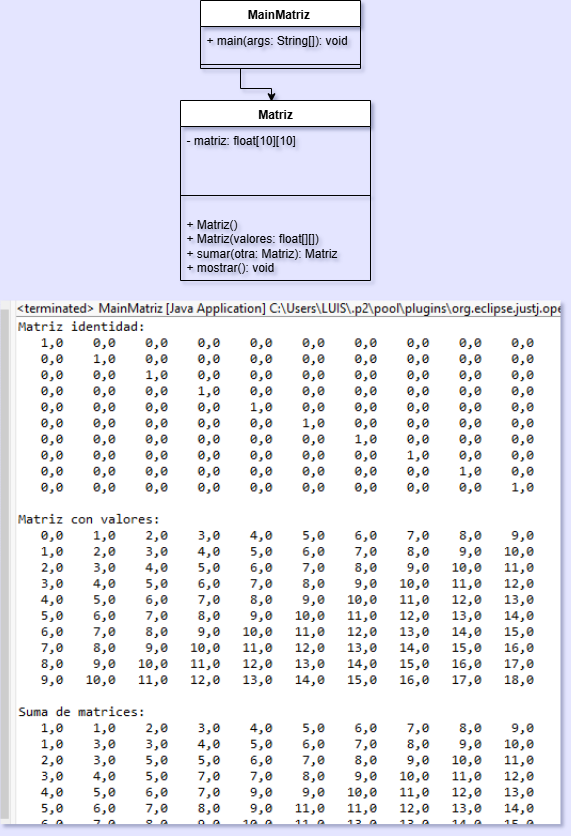 MainMatriz
+ main(args: String[]): void
Matriz
- matriz: float[10][10]
+ Matriz()
+ Matriz(valores: float[][])
+ sumar(otra: Matriz): Matriz
+ mostrar(): void
<terminated> MainMatriz [Java Application] C:\Users\LUIS\.p2\pool\plugins\org.eclipse.justj.ope
Matriz identidad:
1,0 0,0 0,0 0,0 0,0 0,0 0,0 0,0 0,0 0,0
0,0 1,0 0,0 0,0 0,0 0,0 0,0 0,0 0,0 0,0
0,0 0,0 1,0 0,0 0,0 0,0 0,0 0,0 0,0 0,0
0,0 0,0 0,0 1,0 0,0 0,0 0,0 0,0 0,0 0,0
0,0 0,0 0,0 0,0 1,0 0,0 0,0 0,0 0,0 0,0
0,0 0,0 0,0 0,0 0,0 1,0 0,0 0,0 0,0 0,0
0,0 0,0 0,0 0,0 0,0 0,0 1,0 0,0 0,0 0,0
0,0 0,0 0,0 0,0 0,0 0,0 0,0 1,0 0,0 0,0
0,0 0,0 0,0 0,0 0,0 0,0 0,0 0,0 1,0 0,0
0,0 0,0 0,0 0,0 0,0 0,0 0,0 0,0 0,0 1,0
Matriz con valores:
0,0 1,0 2,0 3,0 4,0 5,0 6,0 7,0 8,0 9,0
1,0 2,0 3,0 4,0 5,0 6,0 7,0 8,0 9,0 10,0
2,0 3,0 4,0 5,0 6,0 7,0 8,0 9,0 10,0 11,0
3,0 4,0 5,0 6,0 7,0 8,0 9,0 10,0 11,0 12,0
4,0 5,0 6,0 7,0 8,0 9,0 10,0 11,0 12,0 13,0
5,0 6,0 7,0 8,0 9,0 10,0 11,0 12,0 13,0 14,0
6,0 7,0 8,0 9,0 10,0 11,0 12,0 13,0 14,0 15,0
7,0 8,0 9,0 10,0 11,0 12,0 13,0 14,0 15,0 16,0
8,0 9,0 10,0 11,0 12,0 13,0 14,0 15,0 16,0 17,0
9,0 10,0 11,0 12,0 13,0 14,0 15,0 16,0 17,0 18,0
Suma de matrices:
1,0 1,0 2,0 3,0 4,0 5,0 6,0 7,0 8,0 9,0
1,0 3,0 3,0 4,0 5,0 6,0 7,0 8,0 9,0 10,0
2,0 3,0 5,0 5,0 6,0 7,0 8,0 9,0 10,0 11,0
3,0 4,0 5,0 7,0 7,0 8,0 9,0 10,0 11,0 12,0
4,0 5,0 6,0 7,0 9,0 9,0 10,0 11,0 12,0 13,0
5,0 6,0 7,0 8,0 9,0 11,0 11,0 12,0 13,0 14,0